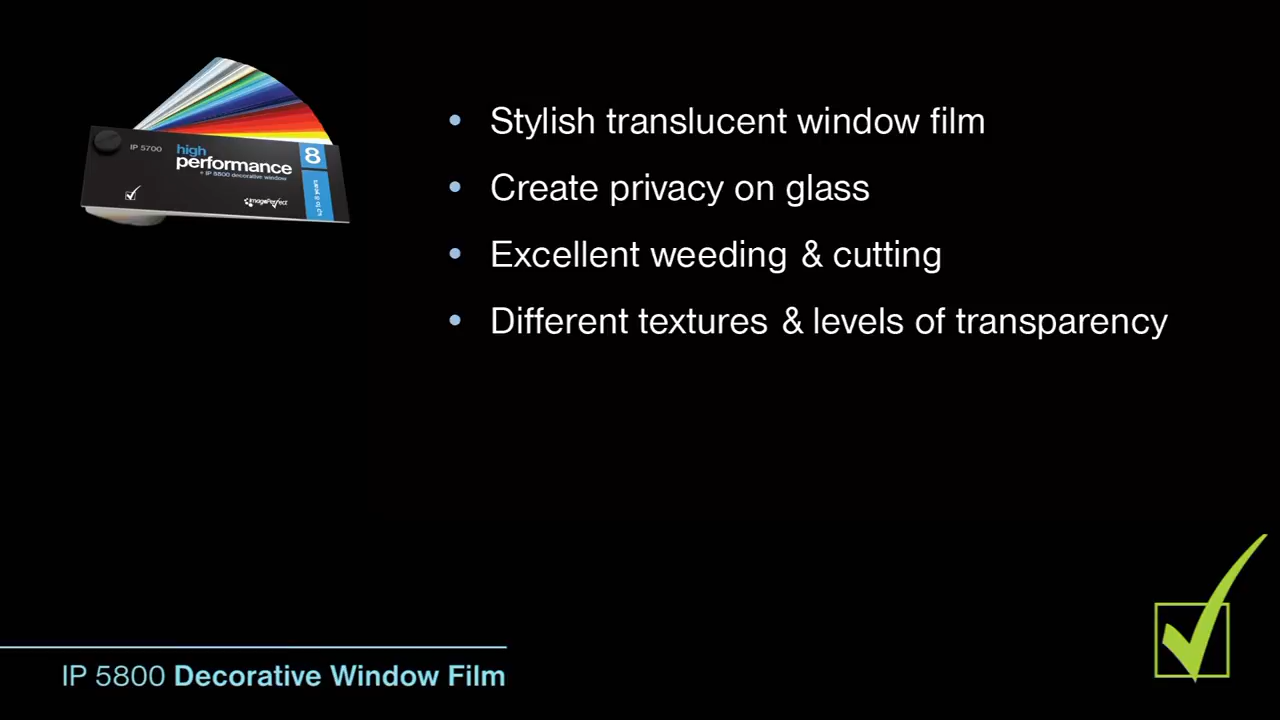 IP 5700
high
performance
+ IP 5800 decorative window
8
ImagePerfect
Stylish translucent window film
Create privacy on glass
Excellent weeding & cutting
Different textures & levels of transparency
IP 5800 Decorative Window Film